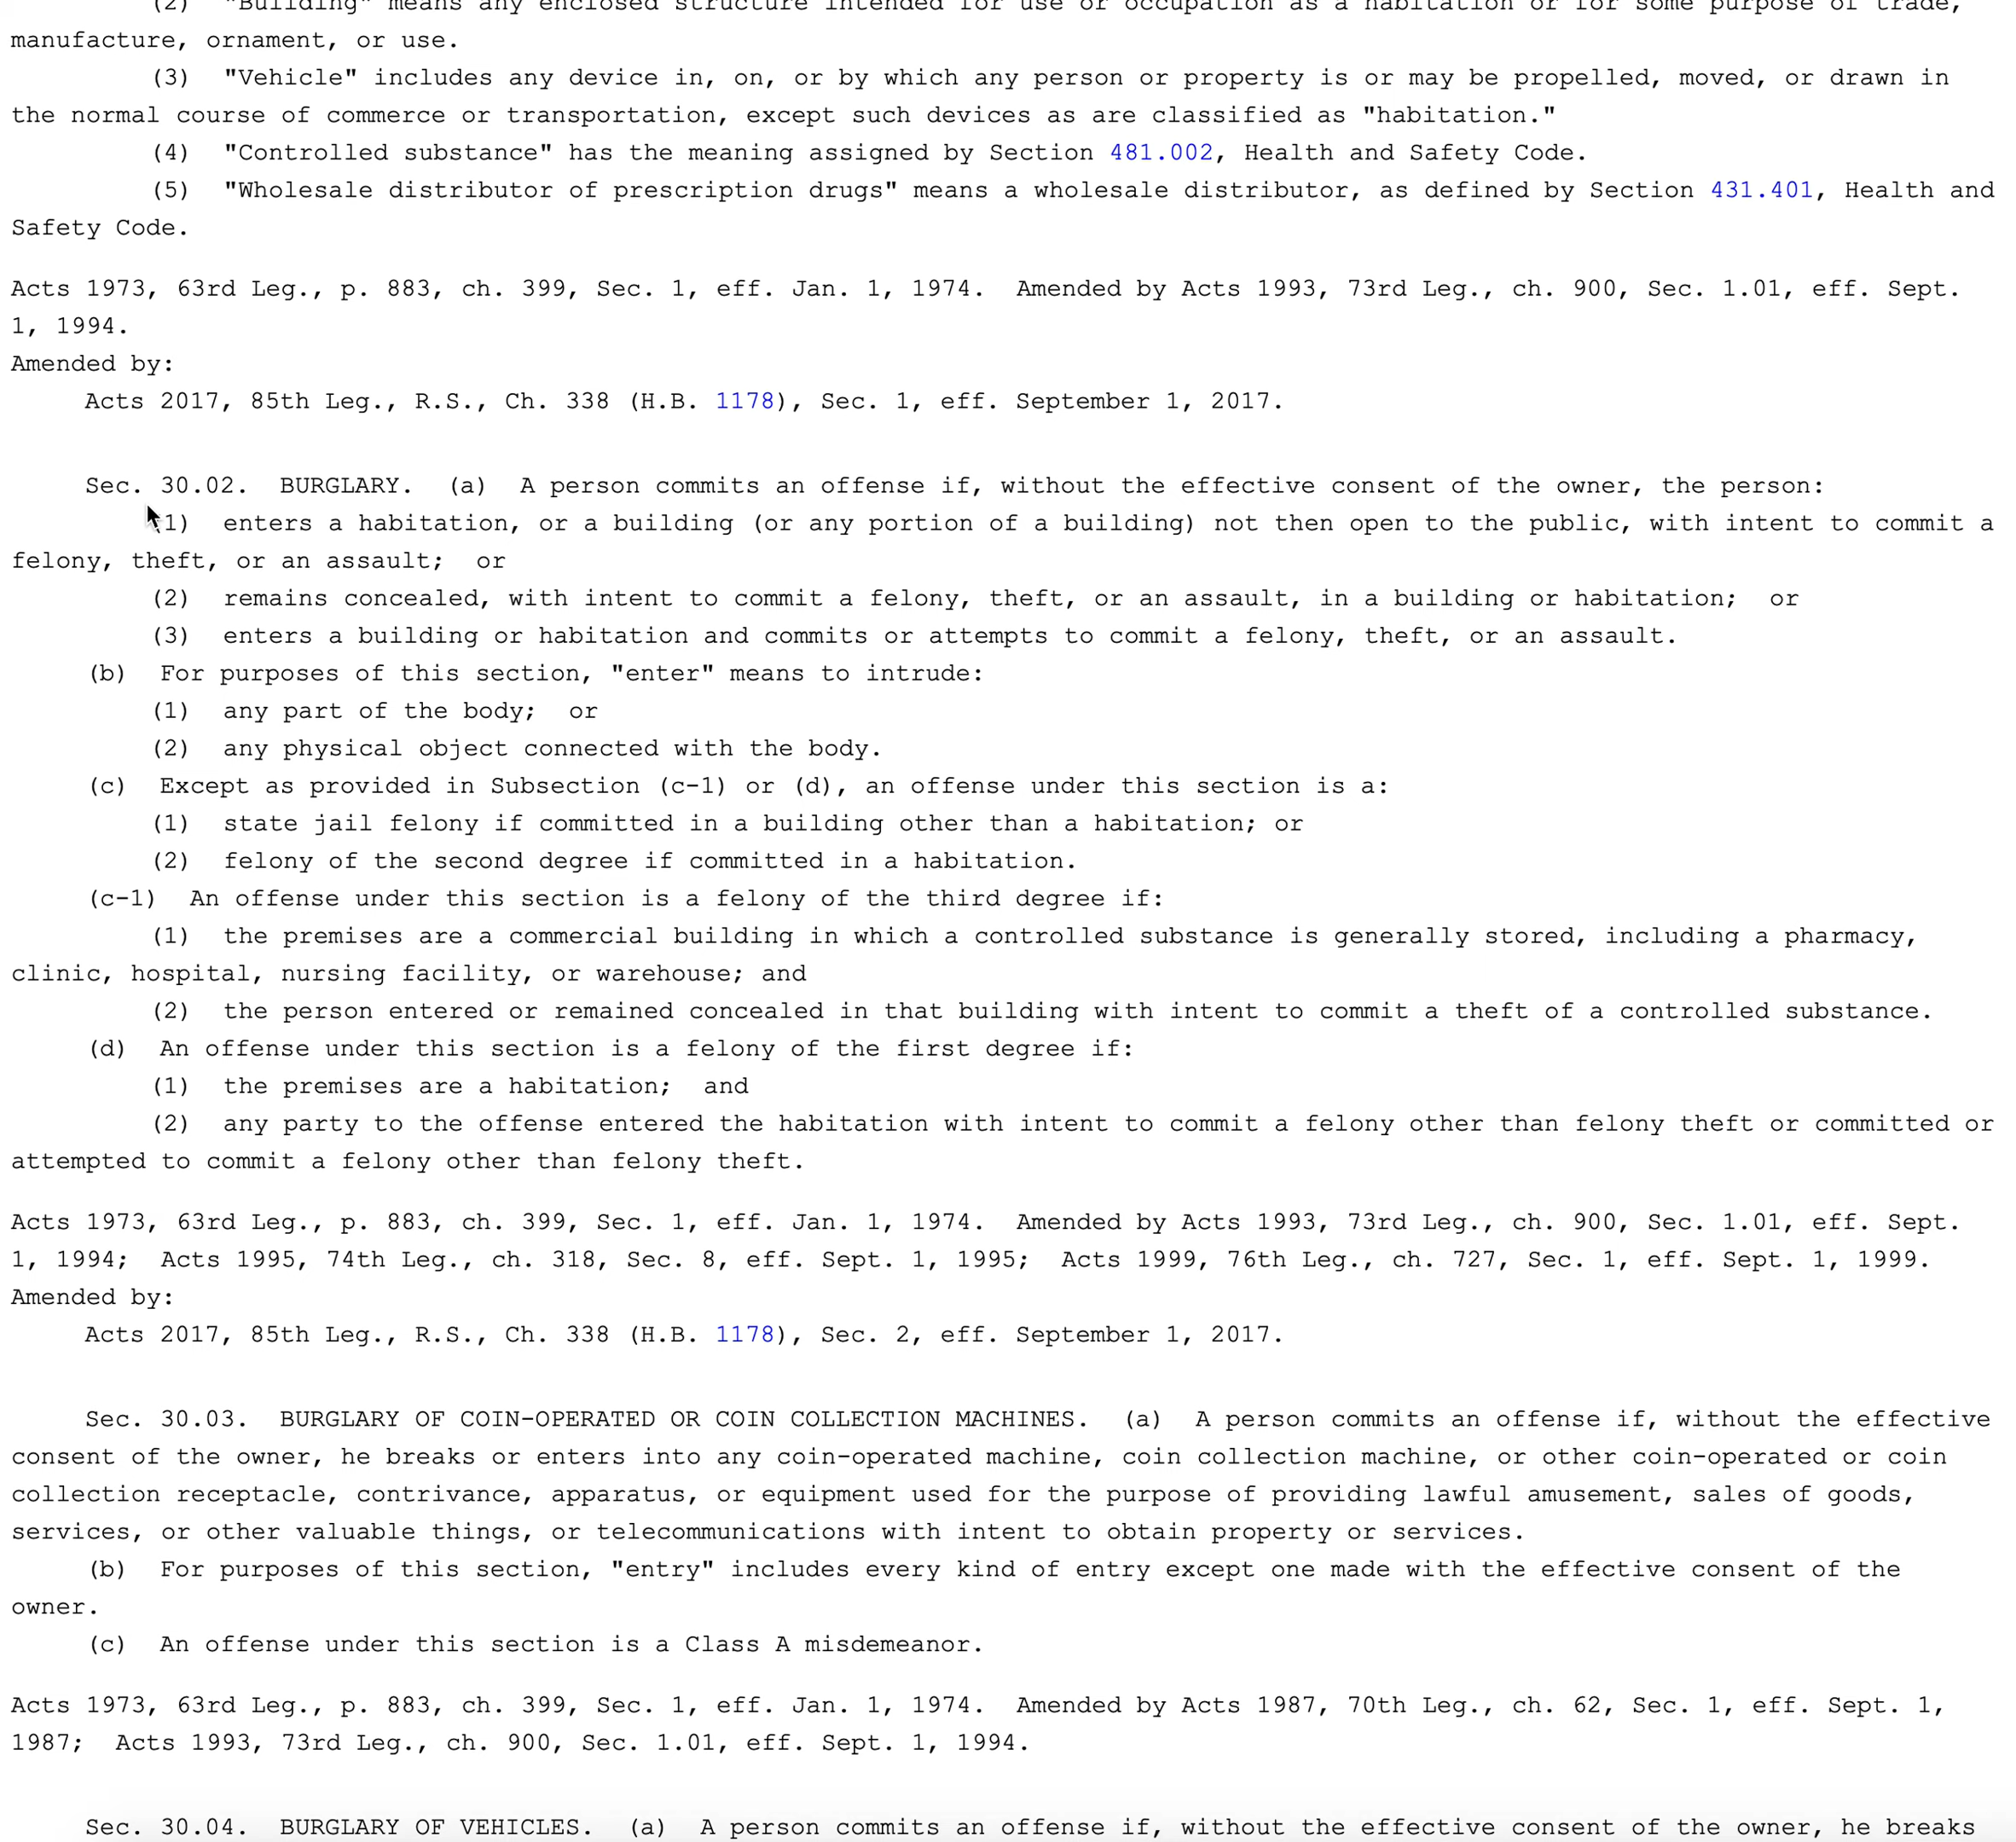 (2) "Building" means any enclosed structure intended for use or occupation as a habitation or for some purpose of trade,
manufacture, ornament, or use.
(3) "Vehicle" includes any device in, on, or by which any person or property is or may be propelled, moved, or drawn in
the normal course of commerce or transportation, except such devices as are classified as "habitation."
(4) "Controlled substance" has the meaning assigned by Section 481.002, Health and Safety Code.
(5) "Wholesale distributor of prescription drugs" means a wholesale distributor, as defined by Section 431.401, Health and
Safety Code.
Acts 1973, 63rd Leg., p. 883, ch. 399, Sec. 1, eff. Jan. 1, 1974. Amended by Acts 1993, 73rd Leg., ch. 900, Sec. 1.01, eff. Sept.
1, 1994.
Amended by:
Acts 2017, 85th Leg., R.S., Ch. 338 (H.B. 1178), Sec. 1, eff. September 1, 2017.
Sec. 30.02. BURGLARY. (a) A person commits an offense if, without the effective consent of the owner, the person:
(1) enters a habitation, or a building (or any portion of a building) not then open to the public, with intent to commit a
felony, theft, or an assault; or
(2) remains concealed, with intent to commit a felony, theft, or an assault, in a building or habitation; or
(3) enters a building or habitation and commits or attempts to commit a felony, theft, or an assault.
(b) For purposes of this section, "enter" means to intrude:
(1) any part of the body; or
(2) any physical object connected with the body.
(c) Except as provided in Subsection (c-1) or (d), an offense under this section is a:
(1) state jail felony if committed in a building other than a habitation; or
(2) felony of the second degree if committed in a habitation.
(c-1) An offense under this section is a felony of the third degree if:
(1) the premises are a commercial building in which a controlled substance is generally stored, including a pharmacy,
clinic, hospital, nursing facility, or warehouse; and
(2) the person entered or remained concealed in that building with intent to commit a theft of a controlled substance.
(d) An offense under this section is a felony of the first degree if:
(1) the premises are a habitation; and
(2) any party to the offense entered the habitation with intent to commit a felony other than felony theft or committed or
attempted to commit a felony other than felony theft.
Acts 1973, 63rd Leg., p. 883, ch. 399, Sec. 1, eff. Jan. 1, 1974. Amended by Acts 1993, 73rd Leg., ch. 900, Sec. 1.01, eff. Sept.
1, 1994; Acts 1995, 74th Leg., ch. 318, Sec. 8, eff. Sept. 1, 1995; Acts 1999, 76th Leg., ch. 727, Sec. 1, eff. Sept. 1, 1999.
Amended by:
Acts 2017, 85th Leg., R.S., Ch. 338 (H.B. 1178), Sec. 2, eff. September 1, 2017.
Sec. 30.03. BURGLARY OF COIN-OPERATED OR COIN COLLECTION MACHINES. (a) A person commits an offense if, without the effective
consent of the owner, he breaks or enters into any coin-operated machine, coin collection machine, or other coin-operated or coin
collection receptacle, contrivance, apparatus, or equipment used for the purpose of providing lawful amusement, sales of goods,
services, or other valuable things, or telecommunications with intent to obtain property or services.
(b) For purposes of this section, "entry" includes every kind of entry except one made with the effective consent of the
owner.
(c) An offense under this section is a Class A misdemeanor.
Acts 1973, 63rd Leg., p. 883, ch. 399, Sec. 1, eff. Jan. 1, 1974. Amended by Acts 1987, 70th Leg., ch. 62, Sec. 1, eff. Sept. 1,
1987; Acts 1993, 73rd Leg., ch. 900, Sec. 1.01, eff. Sept. 1, 1994.
Sec. 30.04. BURGLARY OF VEHICLES. (a) A person commits an offense if, without the effective consent of the owner, he breaks